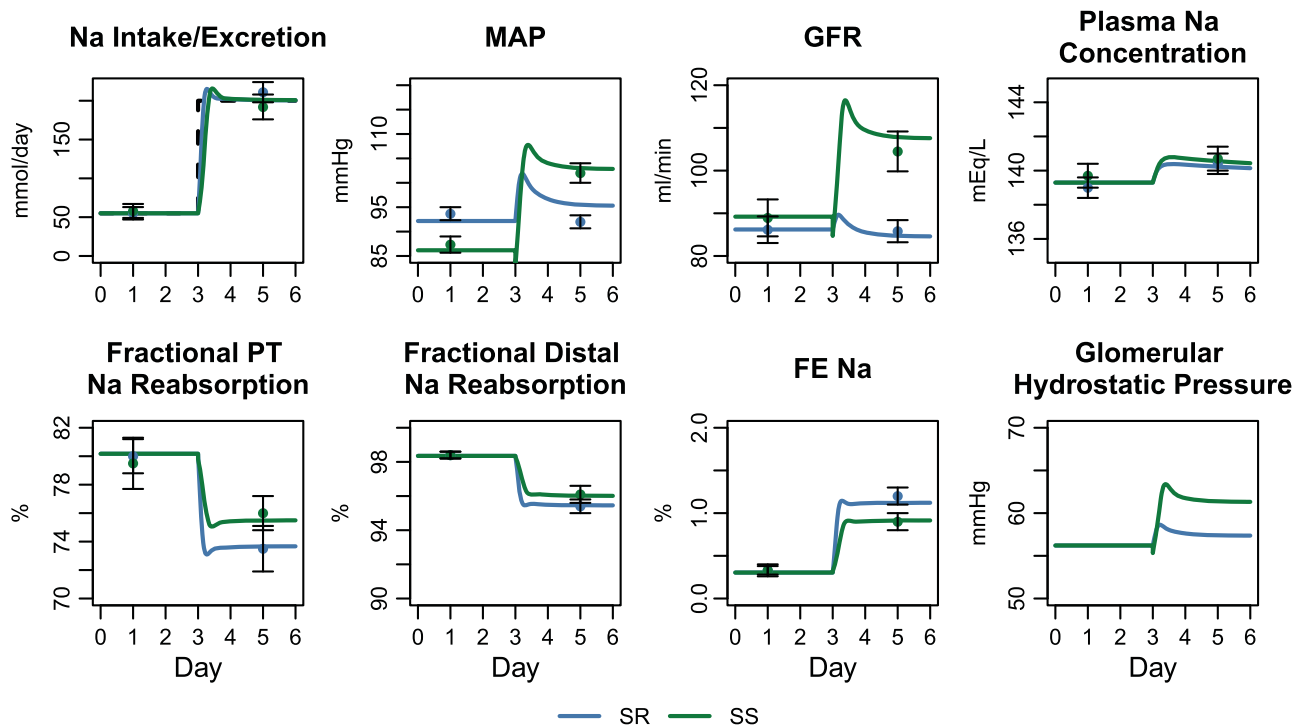 Na Intake/Excretion
mmol/day
0
50
150
0 1 2 3 4 5 6
MAP
mmHg
85
95
110
0 1 2 3 4 5 6
GFR
ml/min
80
100
120
0 1 2 3 4 5 6
Plasma Na
Concentration
mEq/L
136
140
144
0 1 2 3 4 5 6
Fractional PT
Na Reabsorption
%
70
74
78
82
0 1 2 3 4 5 6
Day
Fractional Distal
Na Reabsorption
%
90
94
98
0 1 2 3 4 5 6
Day
FE Na
%
0.0
1.0
2.0
0 1 2 3 4 5 6
Day
Glomerular
Hydrostatic Pressure
mmHg
50
60
70
0 1 2 3 4 5 6
Day
SR SS